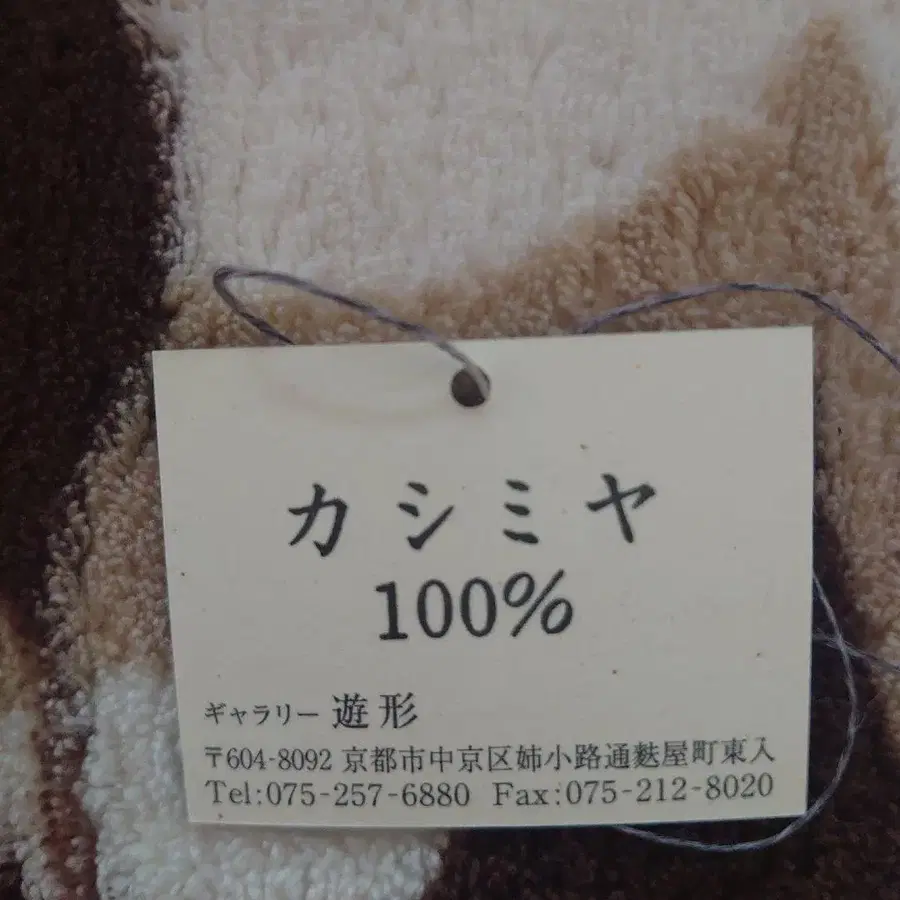 カシミヤ
100%
ギャラリー 遊形
〒604-8092 京都市中京区姉小路通麩屋町東入
Tel:075-257-6880 Fax:075-212-8020